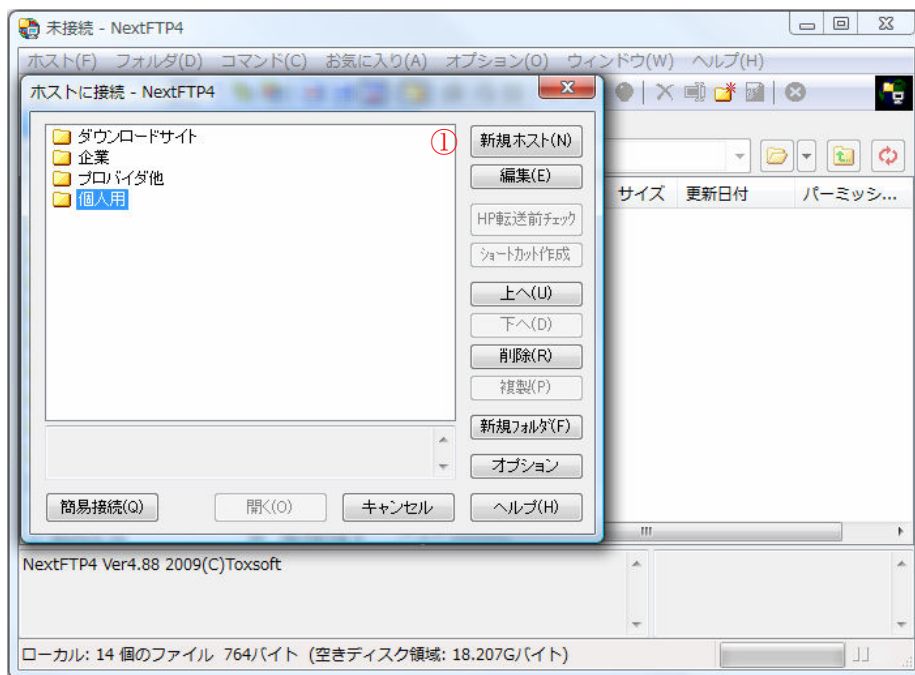 未接続 - NextFTP4
ホスト(F) フォルダ(D) コマンド(C) お気に入り(A) オプション(O) ウィンドウ(W) ヘルプ(H)
ホストに接続 - NextFTP4
ダウンロードサイト
企業
プロバイダ他
個人用
①
新規ホスト(N)
編集(E)
HP転送前チェック
ショートカット作成
上へ(U)
下へ(D)
削除(R)
複製(P)
新規フォルダ(F)
オプション
簡易接続(Q)
開く(O)
キャンセル
ヘルプ(H)
サイズ 更新日付 パーミッシ...
NextFTP4 Ver4.88 2009(C)Toxsoft
ローカル: 14 個のファイル 764バイト (空きディスク領域: 18.207Gバイト)